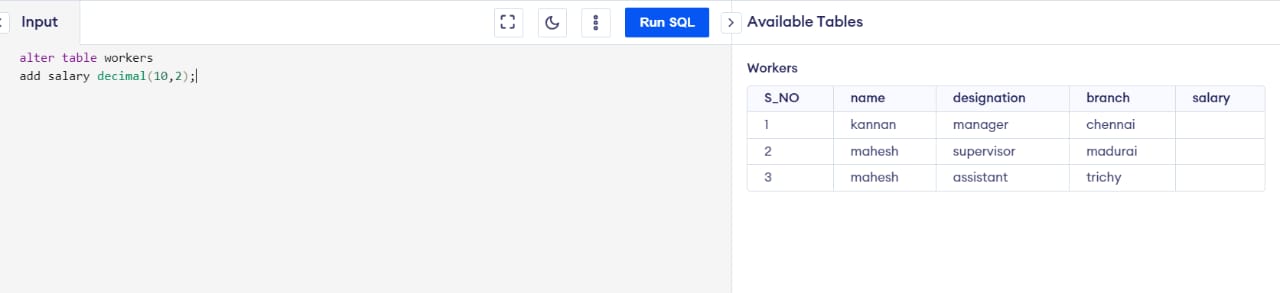 Input
Run SQL
Available Tables
alter table workers
add salary decimal(10,2);
Workers
S_NO name designation branch salary
1 kannan manager chennai
2 mahesh supervisor madurai
3 mahesh assistant trichy